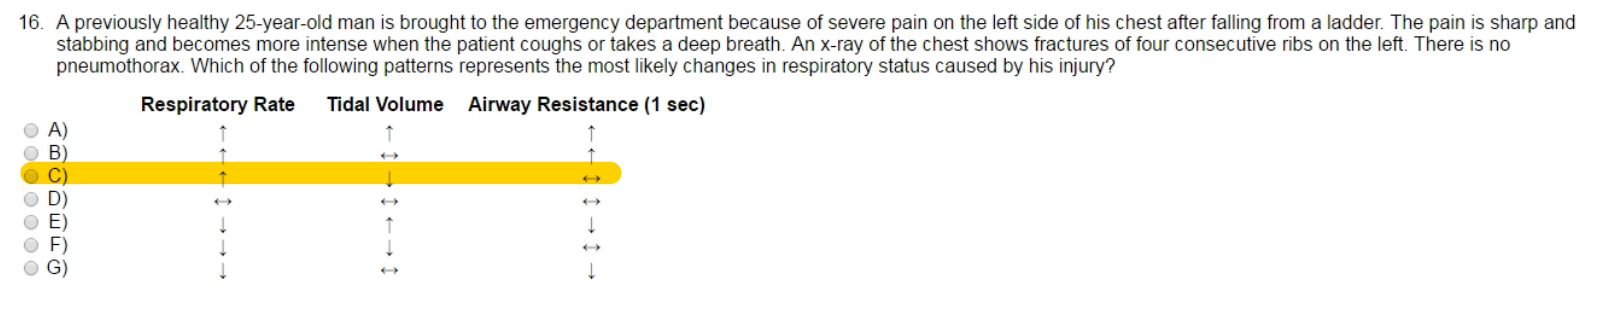 16. A previously healthy 25-year-old man is brought to the emergency department because of severe pain on the left side of his chest after falling from a ladder. The pain is sharp and
stabbing and becomes more intense when the patient coughs or takes a deep breath. An x-ray of the chest shows fractures of four consecutive ribs on the left. There is no
pneumothorax. Which of the following patterns represents the most likely changes in respiratory status caused by his injury?
Respiratory Rate Tidal Volume Airway Resistance (1 sec)
A) ↑ ↑ ↑
B) ↑ ↔ ↑
C) ↑ ↓ ↔
D) ↔ ↔ ↔
E) ↓ ↑ ↓
F) ↓ ↓ ↔
G) ↓ ↔ ↓